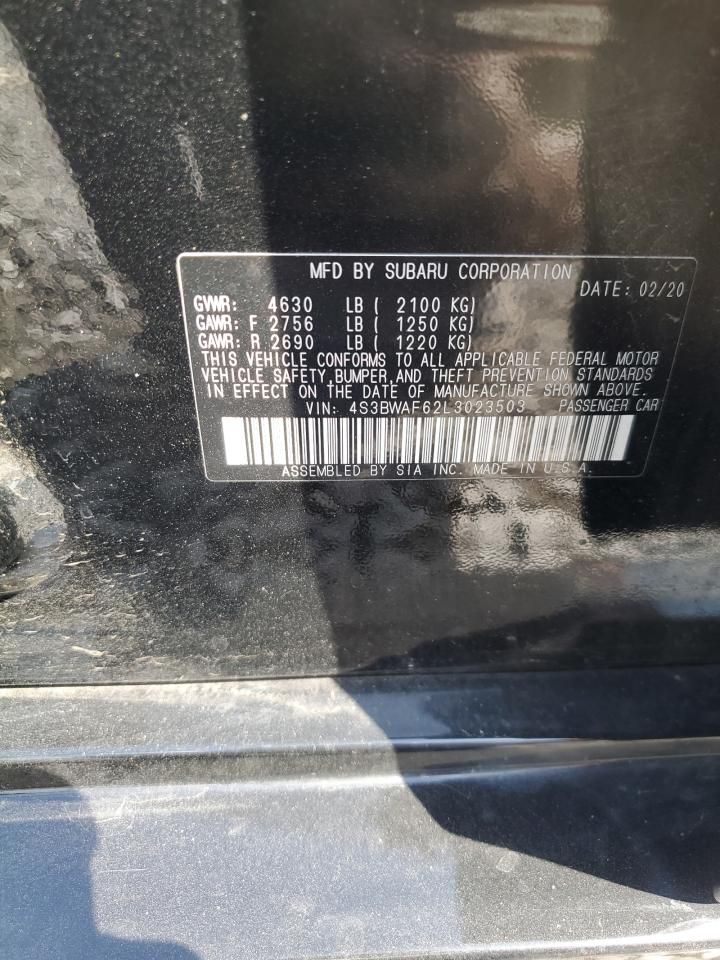 MFD BY SUBARU CORPORATION
DATE: 02/20
GVWR: 4630 LB ( 2100 KG)
GAWR: F 2756 LB ( 1250 KG)
GAWR: R 2690 LB ( 1220 KG)
THIS VEHICLE CONFORMS TO ALL APPLICABLE FEDERAL MOTOR
VEHICLE SAFETY, BUMPER, AND THEFT PREVENTION STANDARDS
IN EFFECT ON THE DATE OF MANUFACTURE SHOWN ABOVE.
VIN: 4S3BWAF62L3023503 PASSENGER CAR
ASSEMBLED BY SIA INC. MADE IN U.S.A.